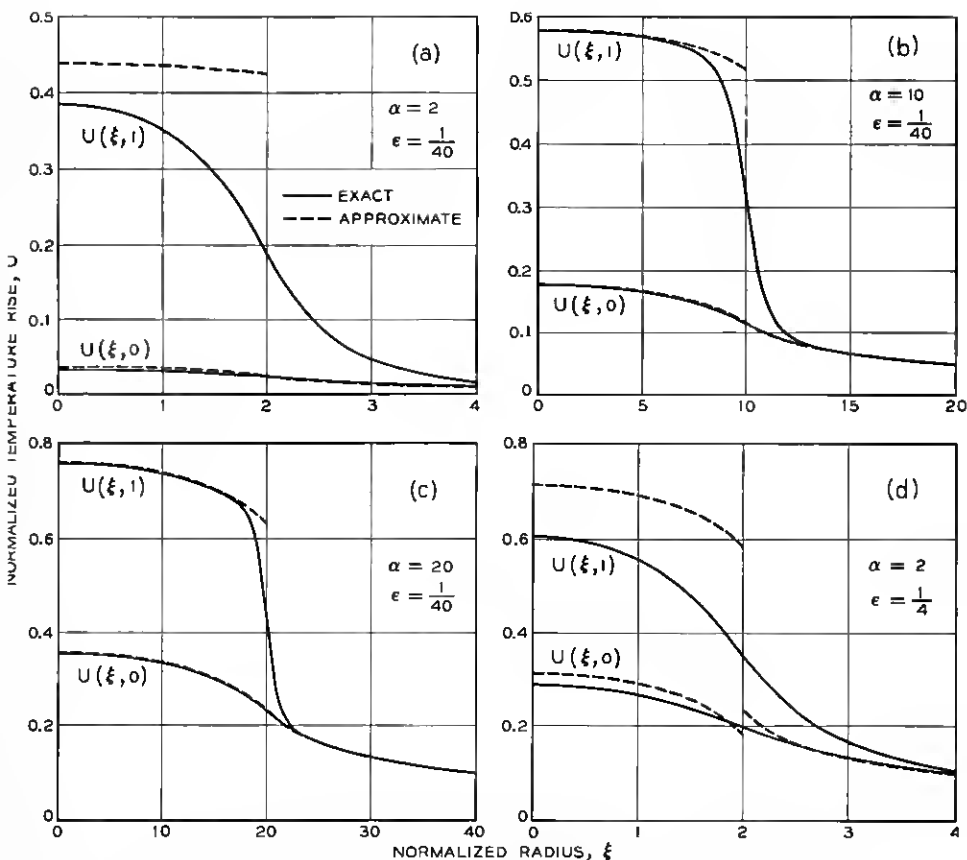 0.5
0.4
0.3
0.2
0.1
0
0 1 2 3 4
(a)
α = 2
ε = 1/40
U(ξ,1)
EXACT
APPROXIMATE
U(ξ,0)
0.6
0.5
0.4
0.3
0.2
0.1
0
0 5 10 15 20
U(ξ,1)
(b)
α = 10
ε = 1/40
U(ξ,0)
NORMALIZED TEMPERATURE RISE, U
0.8
0.6
0.4
0.2
0
0 10 20 30 40
U(ξ,1)
(c)
α = 20
ε = 1/40
U(ξ,0)
0.8
0.6
0.4
0.2
0
0 1 2 3 4
(d)
U(ξ,1)
α = 2
ε = 1/4
U(ξ,0)
NORMALIZED RADIUS, ξ